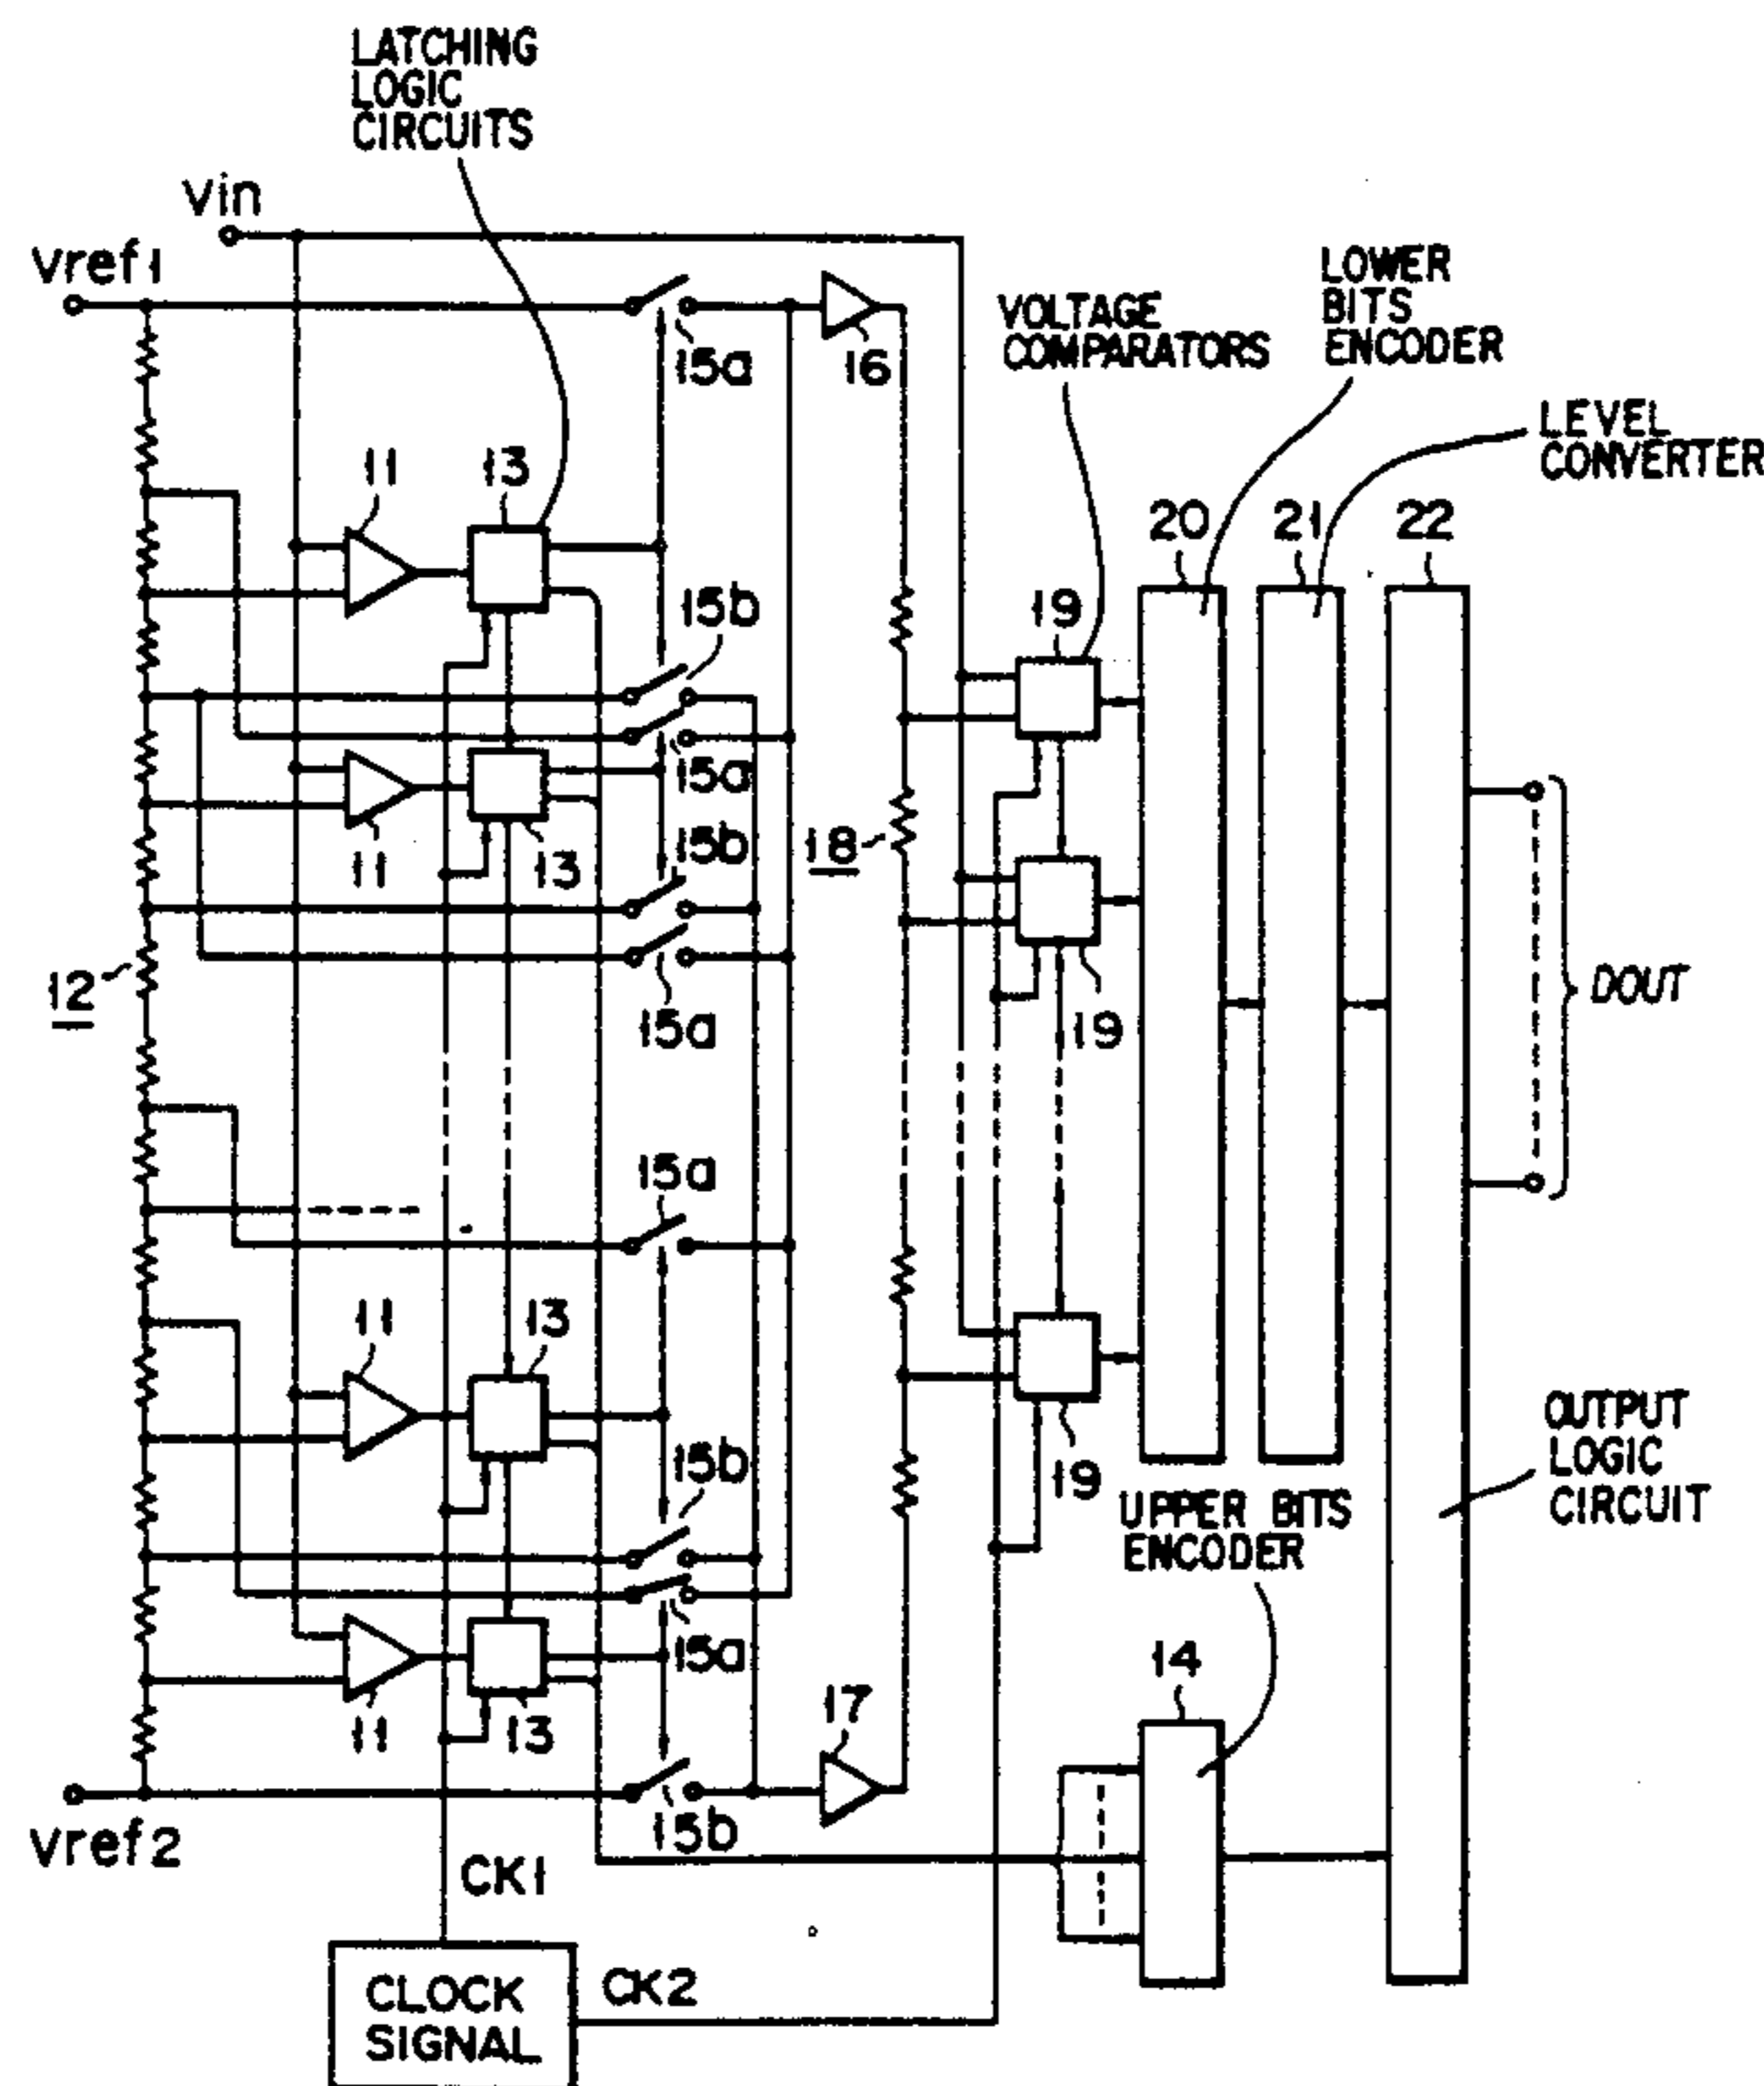 LATCHING
LOGIC
CIRCUITS
Vin
Vref1
15a
16
VOLTAGE
COMPARATORS
LOWER
BITS
ENCODER
LEVEL
CONVERTER
11
13
20
21
22
15b
19
15a
11
13
15b
18
12
15a
19
DOUT
15a
11
13
15b
19
OUTPUT
LOGIC
CIRCUIT
UPPER BITS
ENCODER
15a
11
13
17
14
15b
Vref2
CK1
CLOCK
SIGNAL
CK2